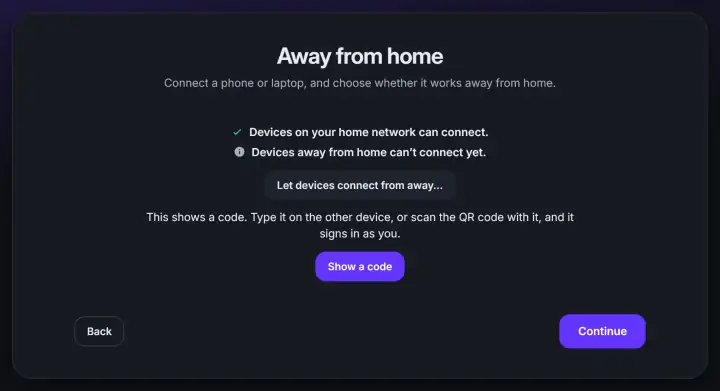 Away from home
Connect a phone or laptop, and choose whether it works away from home.
Devices on your home network can connect.
Devices away from home can't connect yet.
Let devices connect from away...
This shows a code. Type it on the other device, or scan the QR code with it, and it
signs in as you.
Show a code
Back
Continue